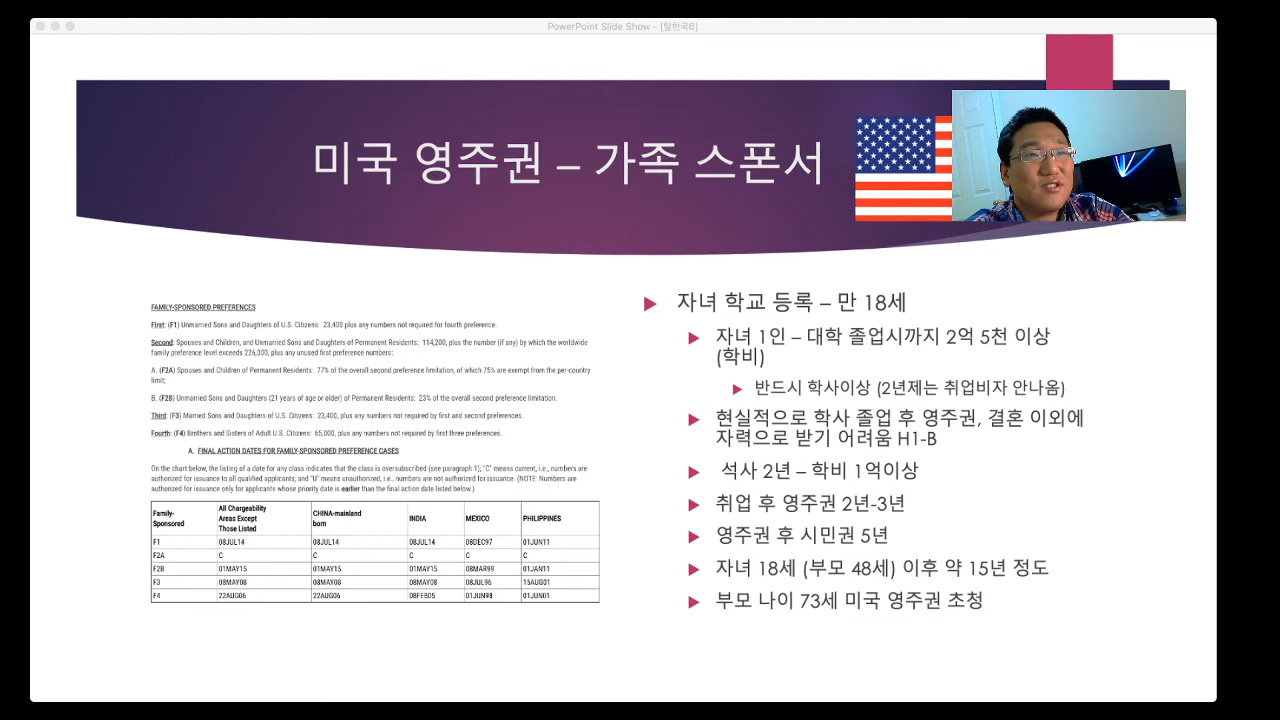 PowerPoint Slide Show - [탈한국6]
미국 영주권 – 가족 스폰서
FAMILY-SPONSORED PREFERENCES
First: (F1) Unmarried Sons and Daughters of U.S. Citizens: 23,400 plus any numbers not required for fourth preference.
Second: Spouses and Children, and Unmarried Sons and Daughters of Permanent Residents: 114,200, plus the number (if any) by which the worldwide
family preference level exceeds 226,000, plus any unused first preference numbers:
A. (F2A) Spouses and Children of Permanent Residents: 77% of the overall second preference limitation, of which 75% are exempt from the per-country
limit;
B. (F2B) Unmarried Sons and Daughters (21 years of age or older) of Permanent Residents: 23% of the overall second preference limitation.
Third: (F3) Married Sons and Daughters of U.S. Citizens: 23,400, plus any numbers not required by first and second preferences.
Fourth: (F4) Brothers and Sisters of Adult U.S. Citizens: 65,000, plus any numbers not required by first three preferences.
A. FINAL ACTION DATES FOR FAMILY-SPONSORED PREFERENCE CASES
On the chart below, the listing of a date for any class indicates that the class is oversubscribed (see paragraph 1); "C" means current, i.e., numbers are
authorized for issuance to all qualified applicants; and "U" means unauthorized, i.e., numbers are not authorized for issuance. (NOTE: Numbers are
authorized for issuance only for applicants whose priority date is earlier than the final action date listed below.)
Family-Sponsored All Chargeability Areas Except Those Listed CHINA-mainland born INDIA MEXICO PHILIPPINES
F1 08JUL14 08JUL14 08JUL14 08DEC97 01JUN11
F2A C C C C C
F2B 01MAY15 01MAY15 01MAY15 08MAR99 01JAN11
F3 08MAY08 08MAY08 08MAY08 08JUL96 15AUG01
F4 22AUG06 22AUG06 08FEB05 01JUN98 01JUN01
자녀 학교 등록 – 만 18세
자녀 1인 – 대학 졸업시까지 2억 5천 이상
(학비)
반드시 학사이상 (2년제는 취업비자 안나옴)
현실적으로 학사 졸업 후 영주권, 결혼 이외에
자력으로 받기 어려움 H1-B
석사 2년 – 학비 1억이상
취업 후 영주권 2년-3년
영주권 후 시민권 5년
자녀 18세 (부모 48세) 이후 약 15년 정도
부모 나이 73세 미국 영주권 초청